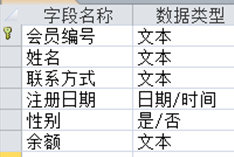 字段名称 数据类型
会员编号 文本
姓名 文本
联系方式 文本
注册日期 日期/时间
性别 是/否
余额 文本